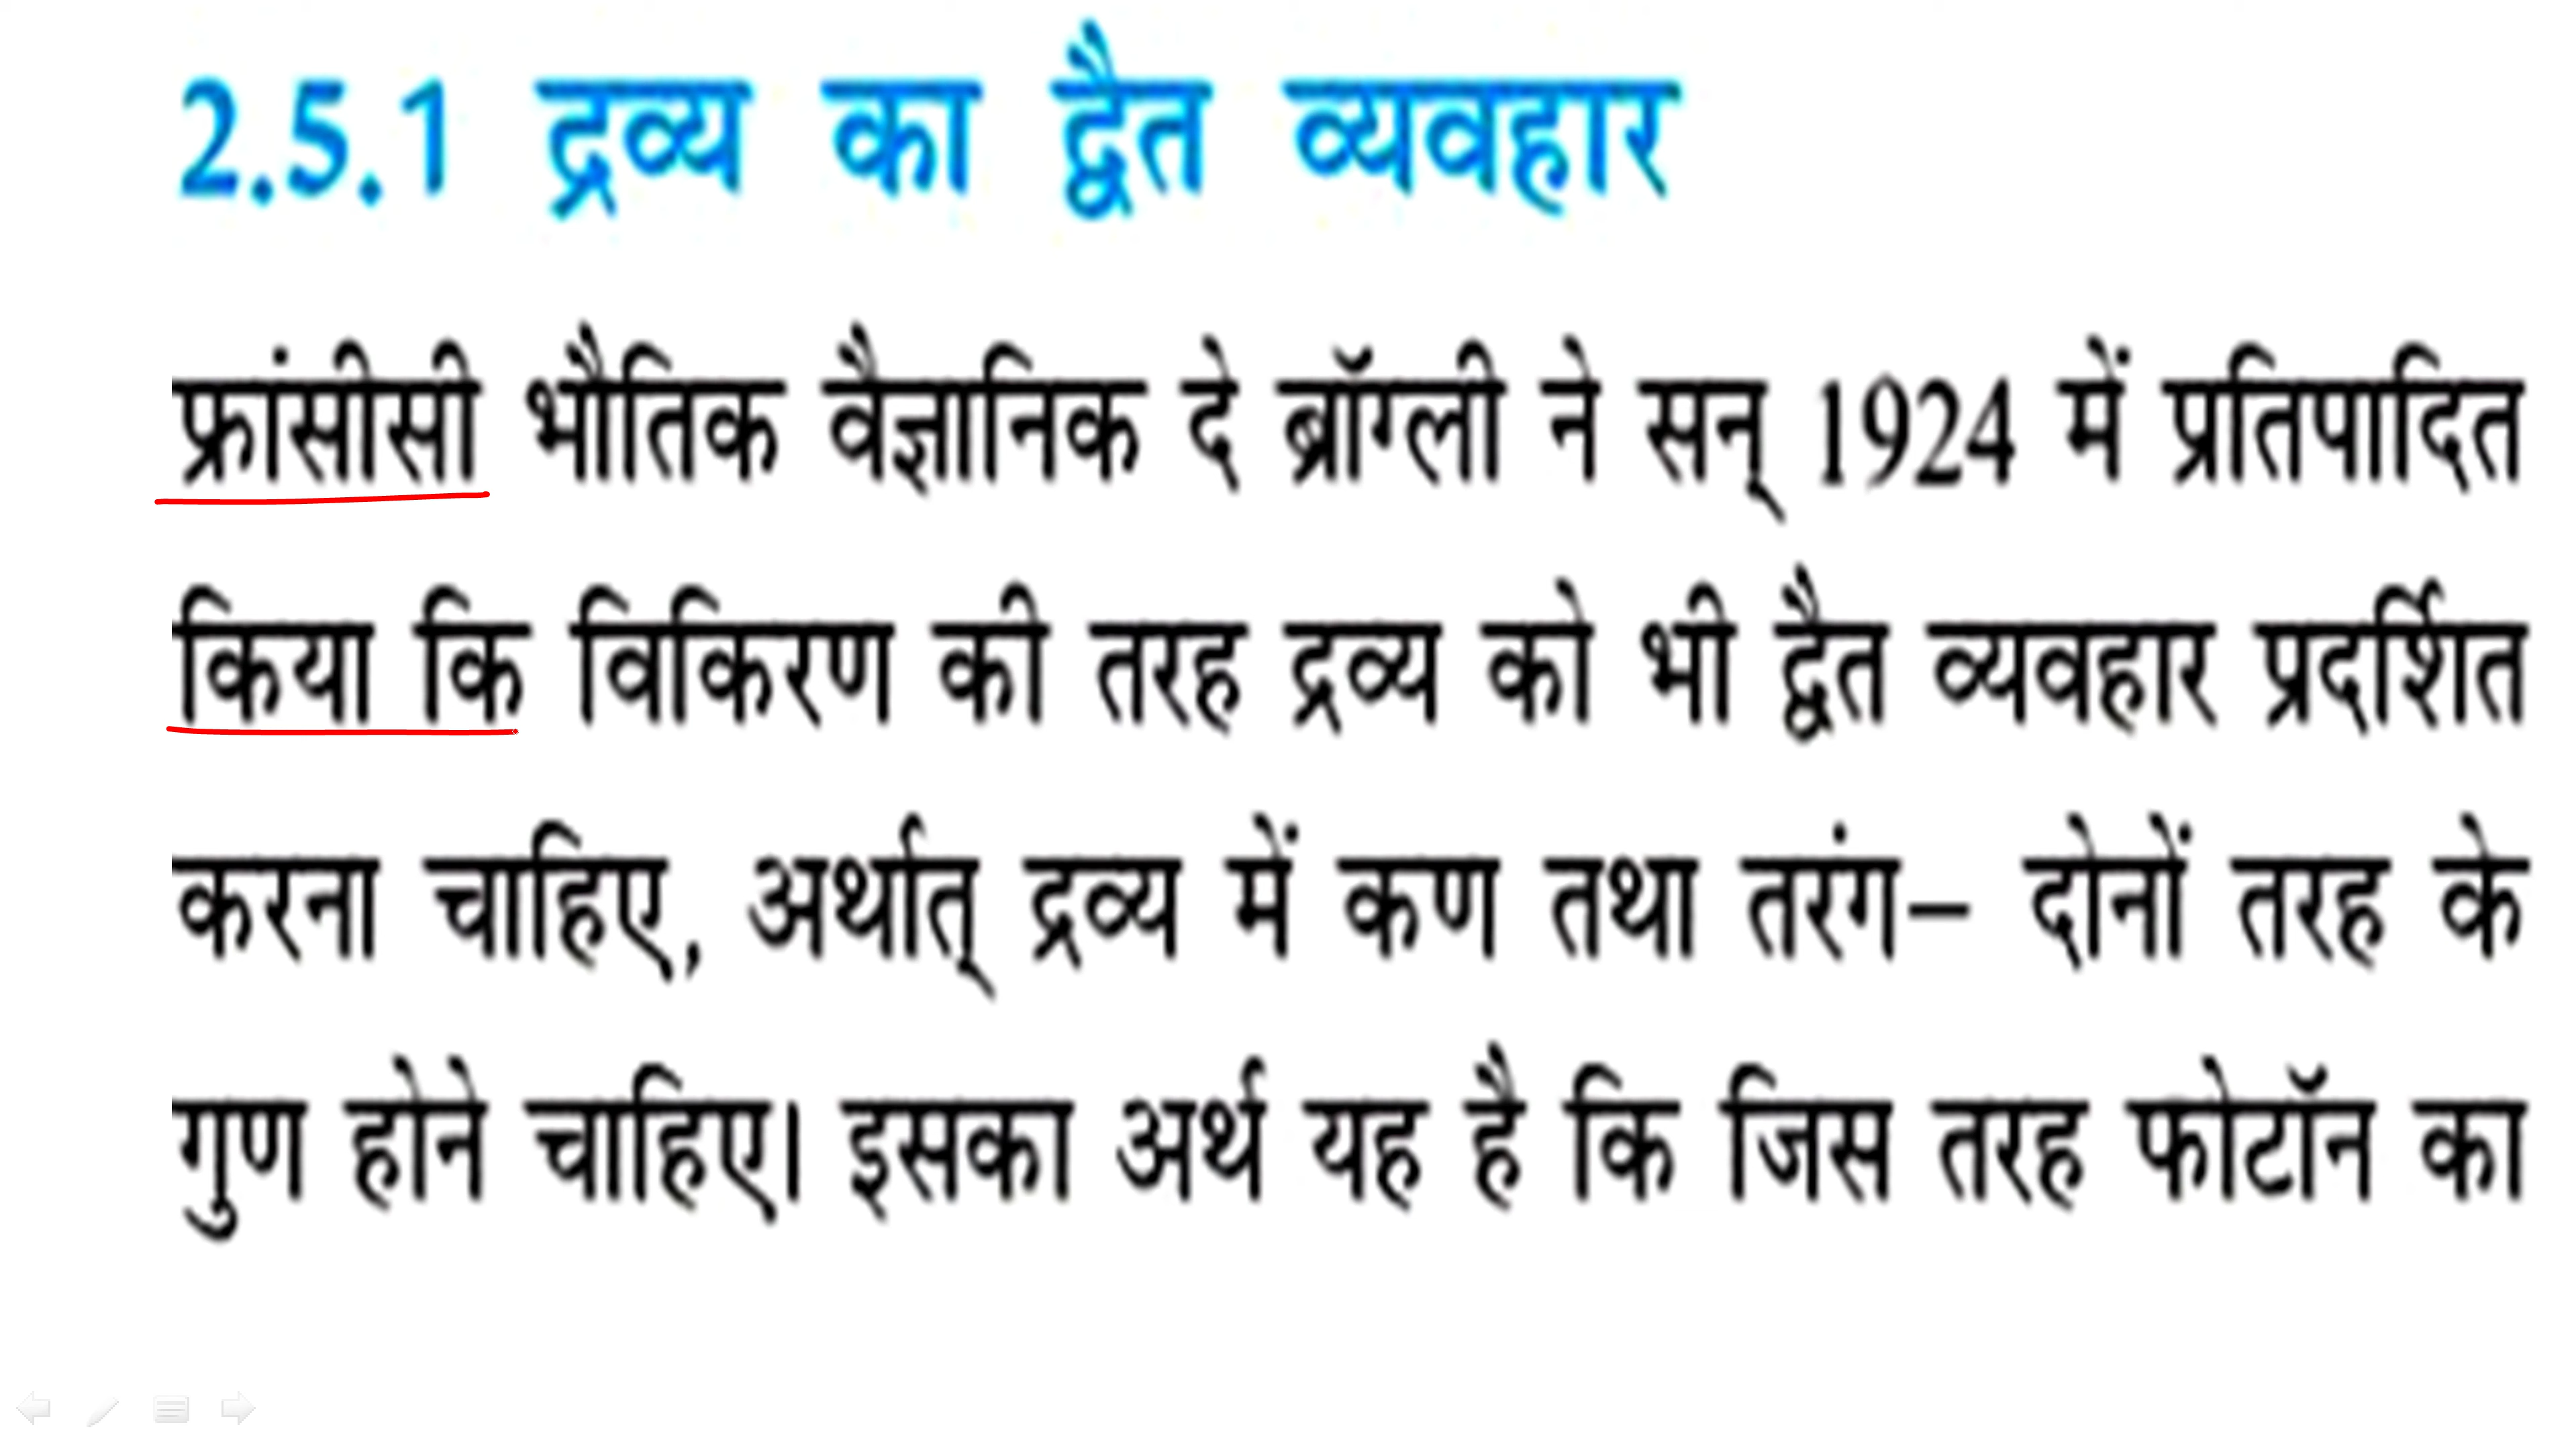 2.5.1 द्रव्य का द्वैत व्यवहार
फ्रांसीसी भौतिक वैज्ञानिक दे ब्रॉग्ली ने सन् 1924 में प्रतिपादित
किया कि विकिरण की तरह द्रव्य को भी द्वैत व्यवहार प्रदर्शित
करना चाहिए, अर्थात् द्रव्य में कण तथा तरंग– दोनों तरह के
गुण होने चाहिए। इसका अर्थ यह है कि जिस तरह फोटॉन का